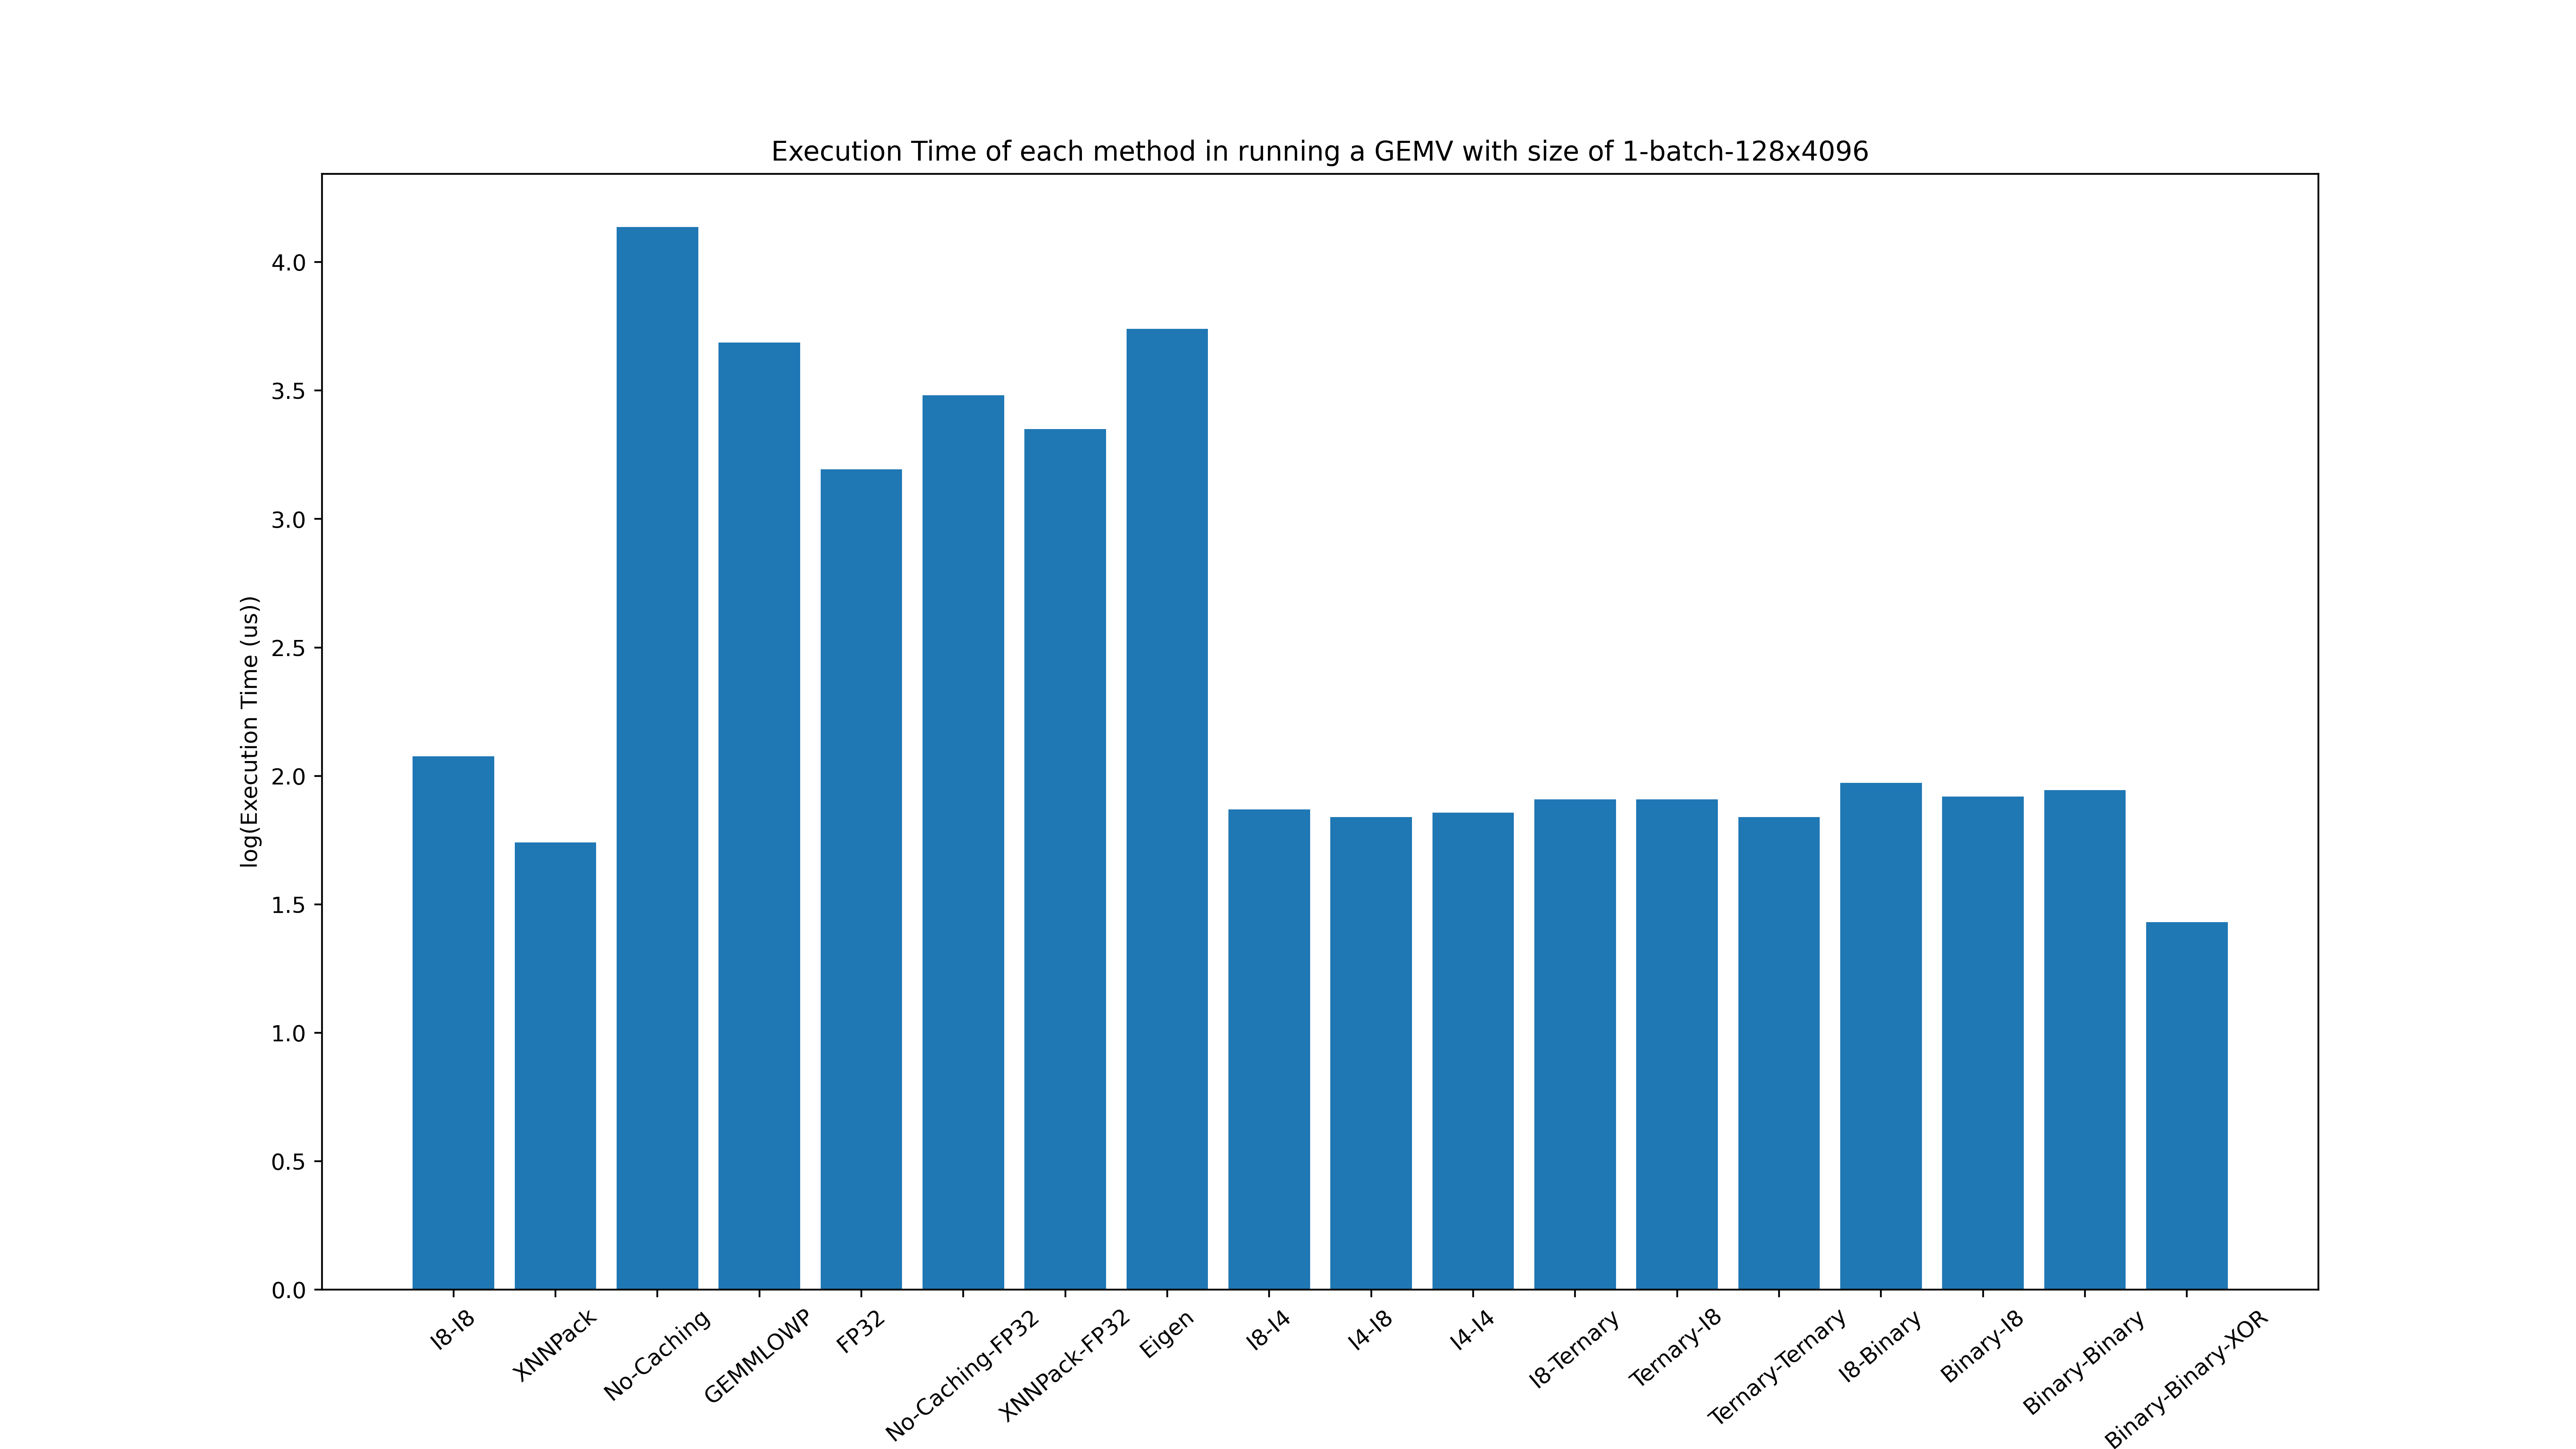 Execution Time of each method in running a GEMV with size of 1-batch-128x4096
log(Execution Time (us))
4.0
3.5
3.0
2.5
2.0
1.5
1.0
0.5
0.0
I8-I8
XNNPack
No-Caching
GEMMLOWP
FP32
No-Caching-FP32
XNNPack-FP32
Eigen
I8-I4
I4-I8
I4-I4
I8-Ternary
Ternary-I8
Ternary-Ternary
I8-Binary
Binary-I8
Binary-Binary
Binary-Binary-XOR